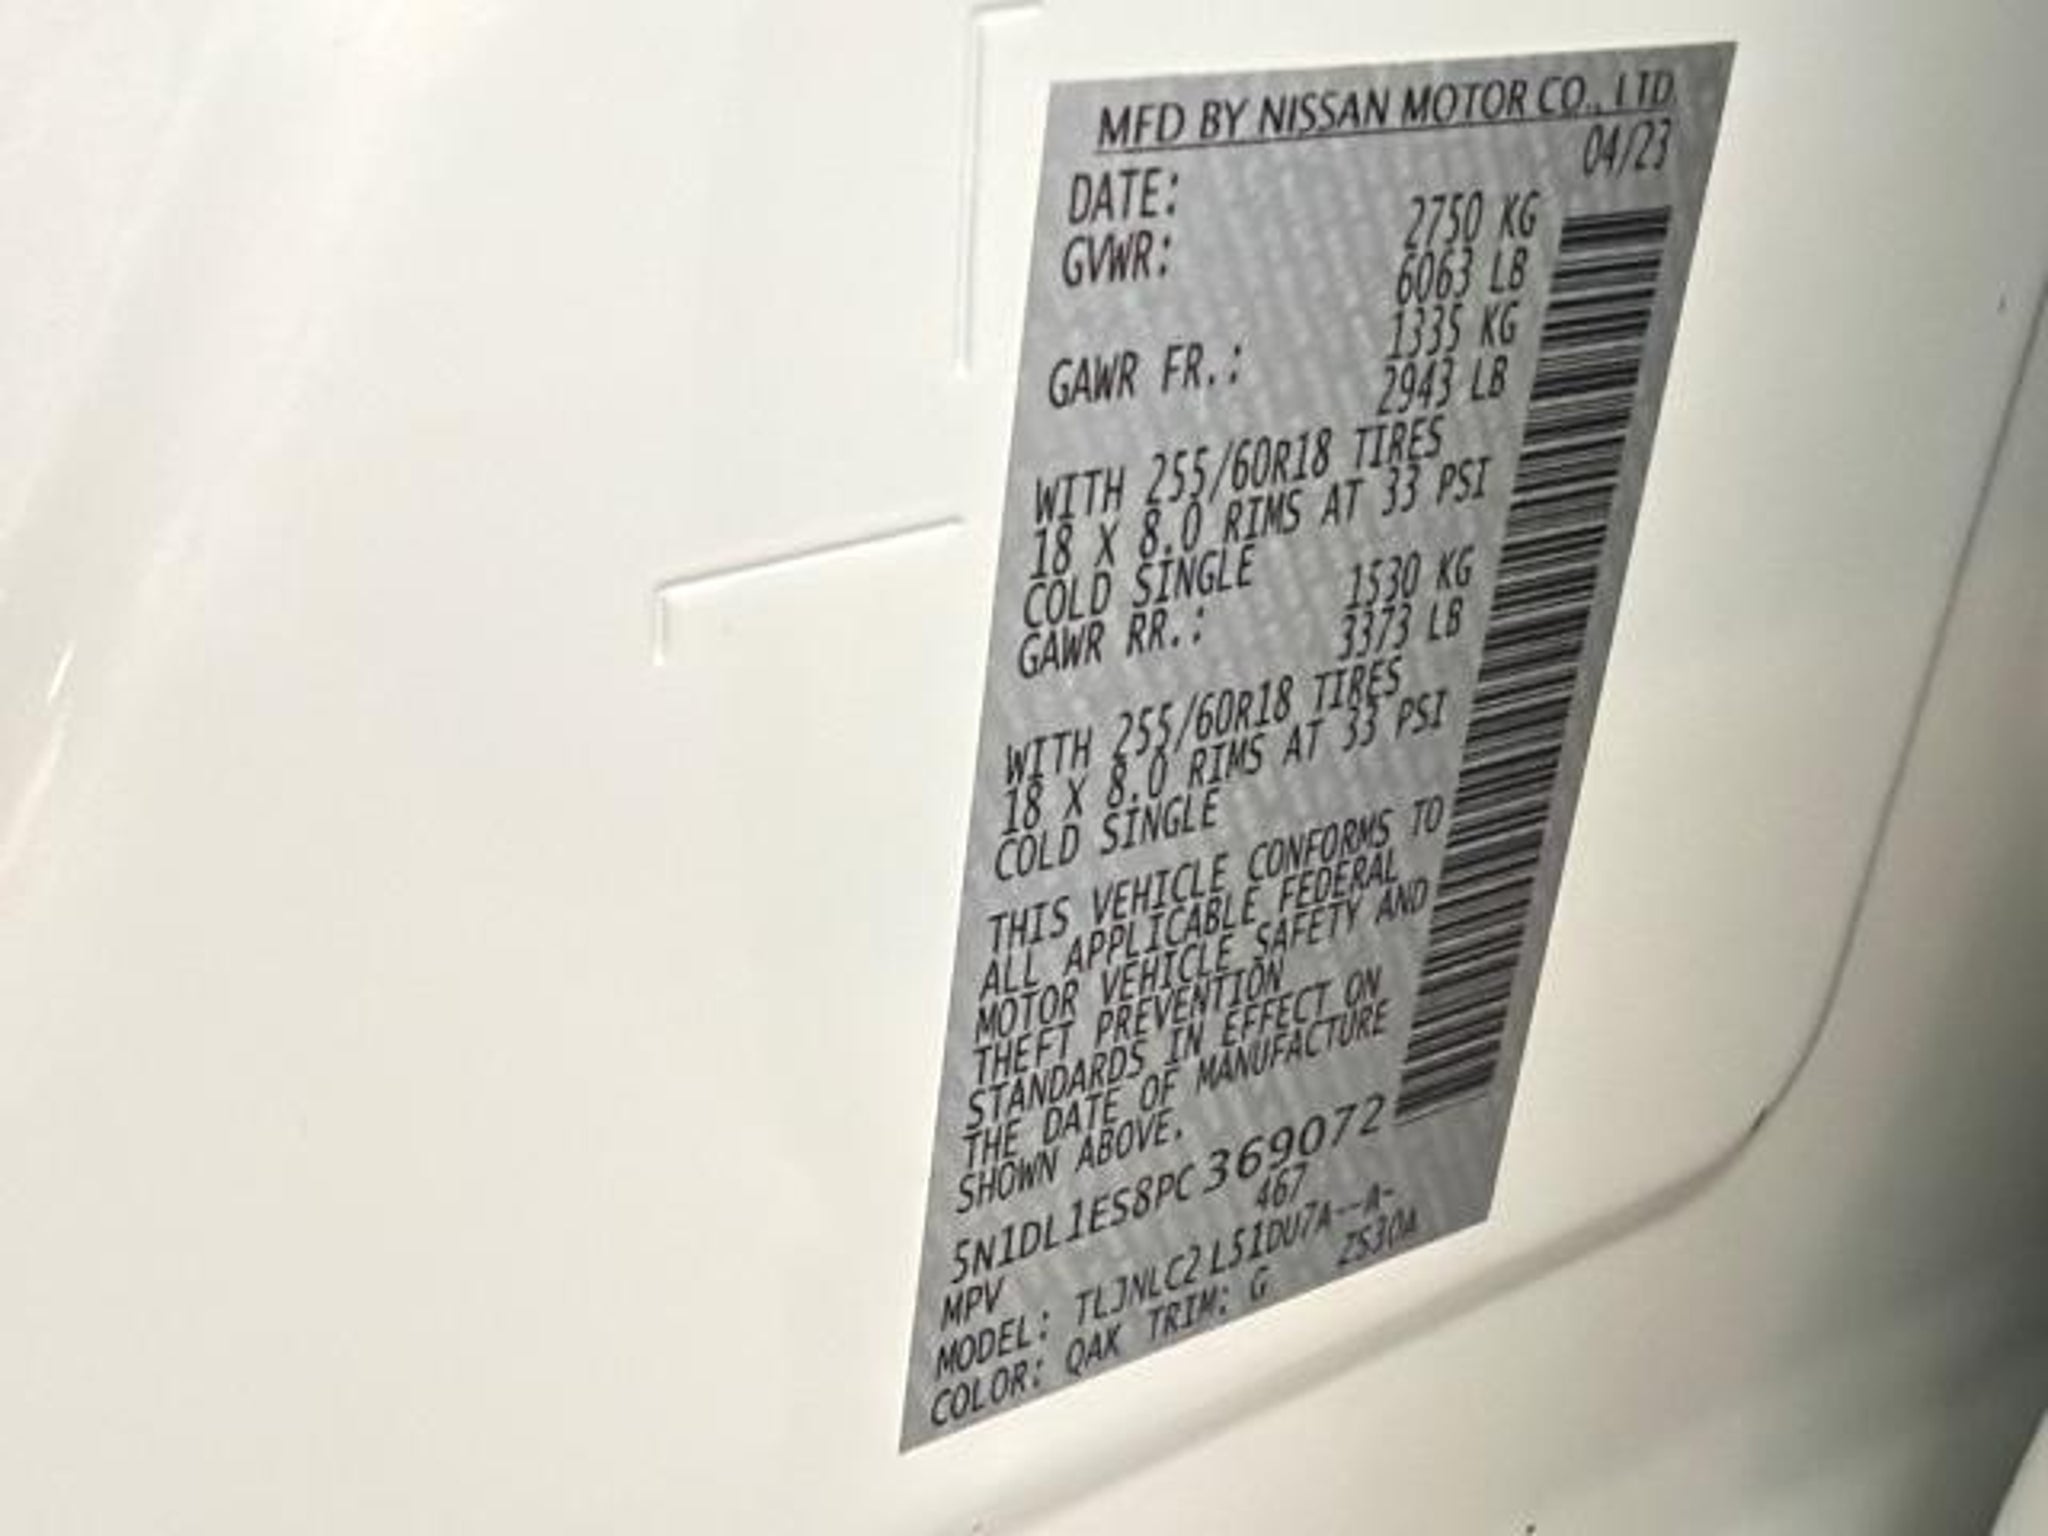 MFD BY NISSAN MOTOR CO., LTD
DATE: 04/23
GVWR: 2750 KG
6063 LB
GAWR FR.: 1335 KG
2943 LB
WITH 255/60R18 TIRES
18 X 8.0 RIMS AT 33 PSI
COLD SINGLE
GAWR RR.: 1530 KG
3373 LB
WITH 255/60R18 TIRES
18 X 8.0 RIMS AT 33 PSI
COLD SINGLE
THIS VEHICLE CONFORMS TO
ALL APPLICABLE FEDERAL
MOTOR VEHICLE SAFETY AND
THEFT PREVENTION
STANDARDS IN EFFECT ON
THE DATE OF MANUFACTURE
SHOWN ABOVE.
5N1DL1ES8PC369072
MPV 467
MODEL: TLJNLC2 L51DU7A--A-
COLOR: QAK TRIM: G ZS30A